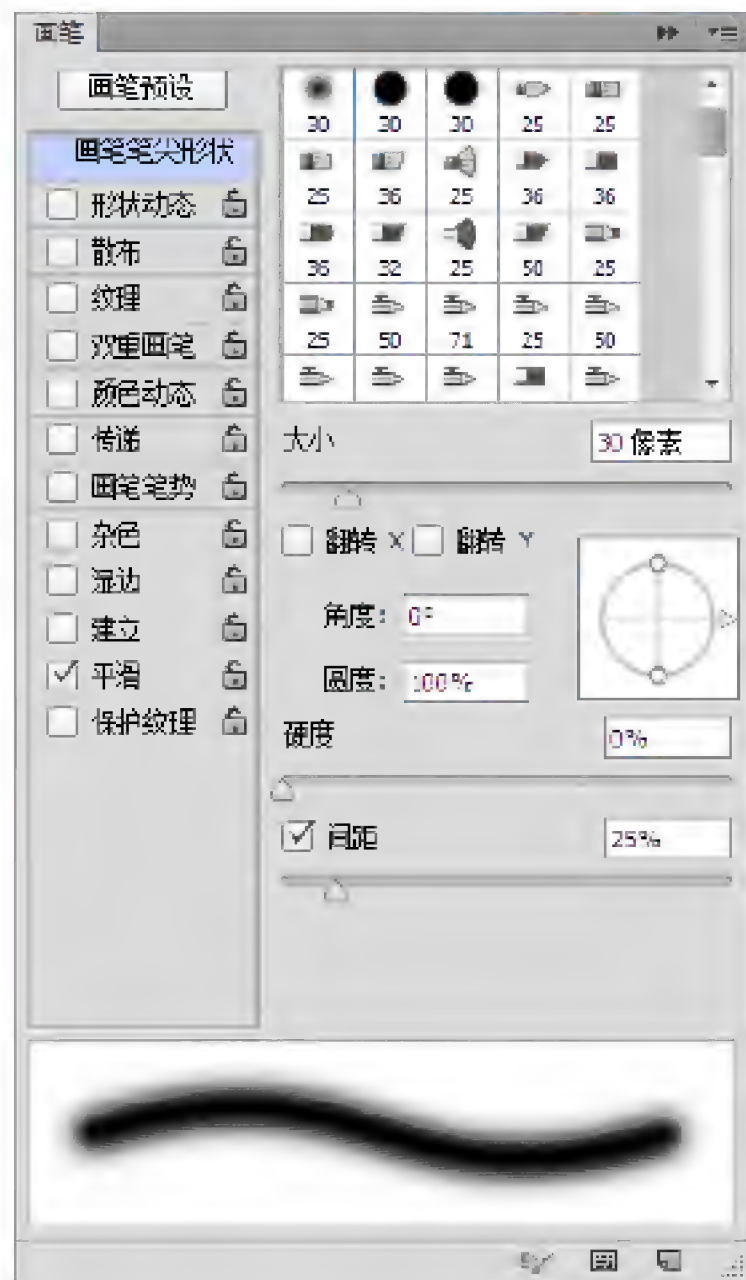 画笔
画笔预设
画笔笔尖形状
形状动态
散布
纹理
双重画笔
颜色动态
传递
画笔笔势
杂色
湿边
建立
平滑
保护纹理
30 30 30 25 25
25 36 25 36 36
36 32 25 50 25
25 50 71 25 50
大小 30 像素
翻转 X 翻转 Y
角度: 0°
圆度: 100%
硬度 0%
间距 25%